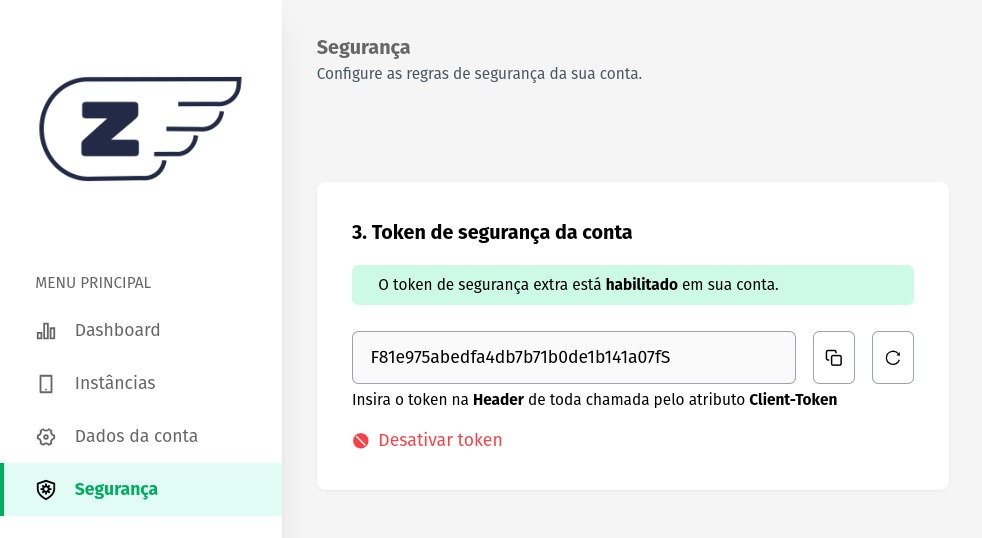 Segurança
Configure as regras de segurança da sua conta.
Z
MENU PRINCIPAL
Dashboard
Instâncias
Dados da conta
Segurança
3. Token de segurança da conta
O token de segurança extra está habilitado em sua conta.
F81e975abedfa4db7b71b0de1b141a07fS
Insira o token na Header de toda chamada pelo atributo Client-Token
Desativar token